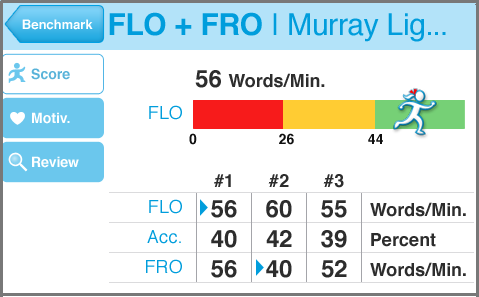 Benchmark
FLO + FRO | Murray Lig...
Score
Motiv.
Review
56 Words/Min.
FLO
0 26 44
#1 #2 #3
FLO 56 60 55 Words/Min.
Acc. 40 42 39 Percent
FRO 56 40 52 Words/Min.